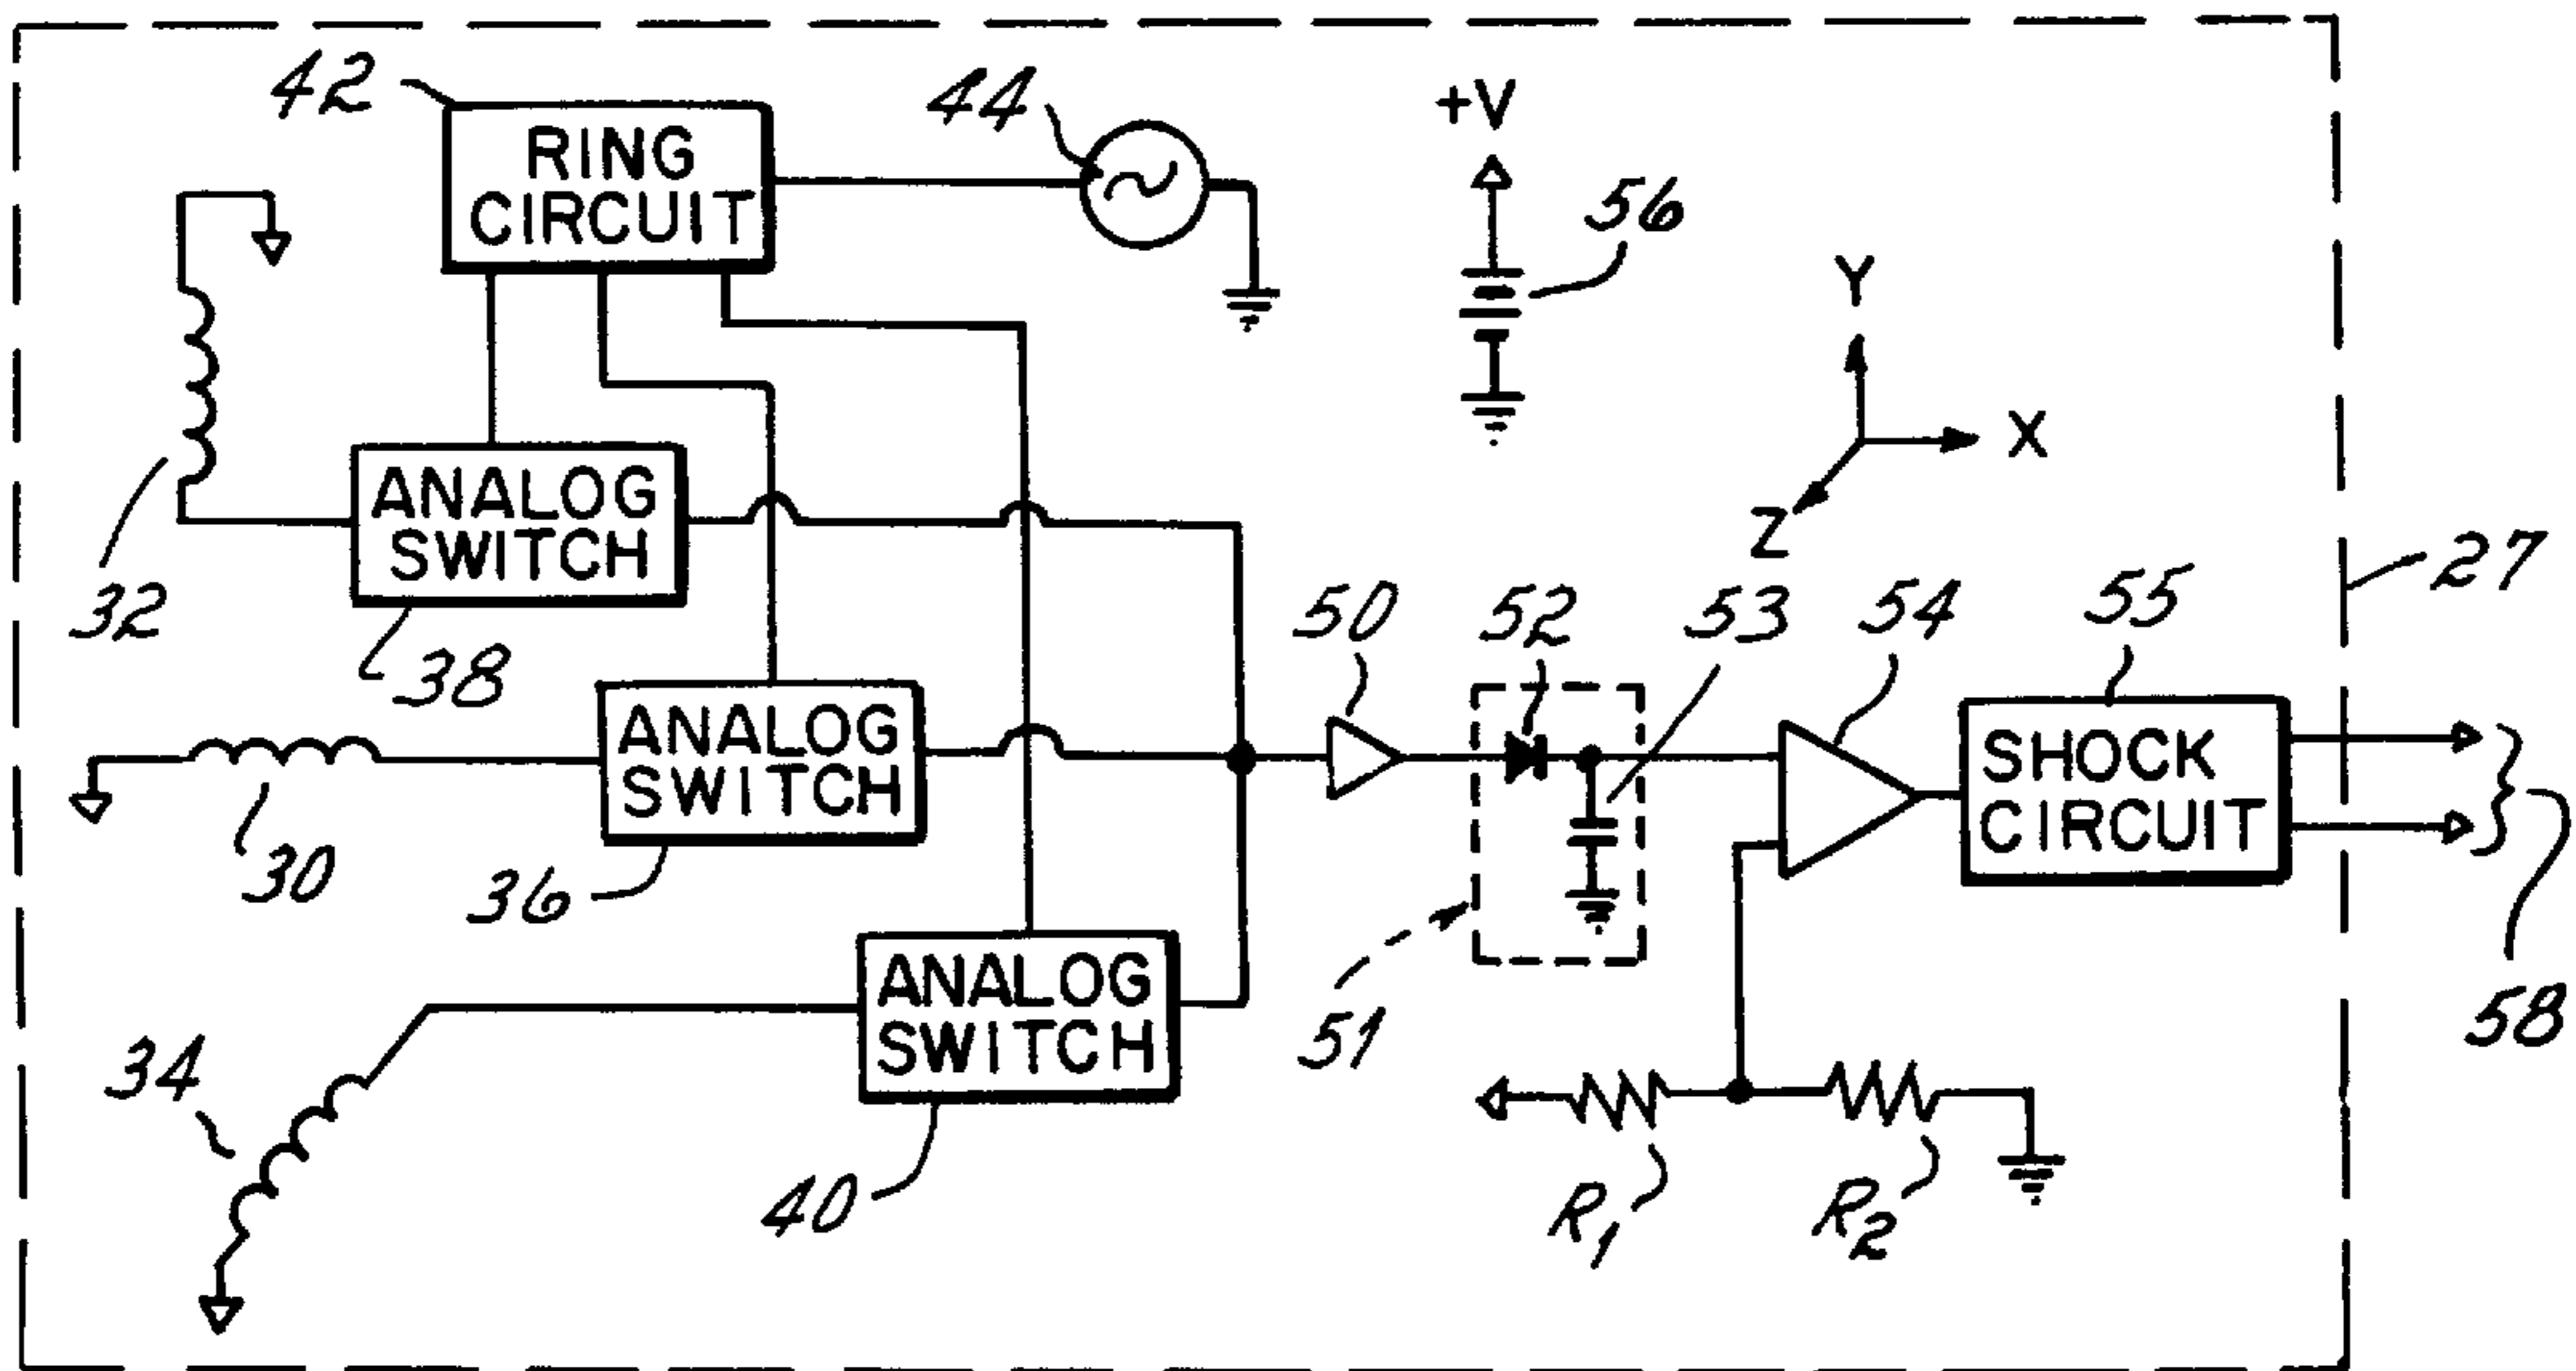 42
RING
CIRCUIT
44
+V
56
Y
X
Z
32
ANALOG
SWITCH
38
27
50
52
53
54
55
30
ANALOG
SWITCH
36
SHOCK
CIRCUIT
58
51
34
ANALOG
SWITCH
40
R1
R2